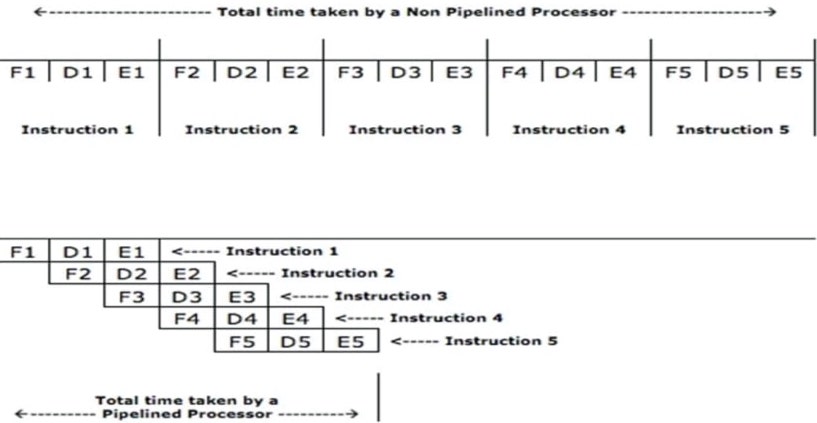 <--------------------- Total time taken by a Non Pipelined Processor ------------------->
F1 D1 E1 F2 D2 E2 F3 D3 E3 F4 D4 E4 F5 D5 E5
Instruction 1 Instruction 2 Instruction 3 Instruction 4 Instruction 5
F1 D1 E1 <----- Instruction 1
F2 D2 E2 <----- Instruction 2
F3 D3 E3 <----- Instruction 3
F4 D4 E4 <----- Instruction 4
F5 D5 E5 <----- Instruction 5
Total time taken by a
<---------- Pipelined Processor ---------->